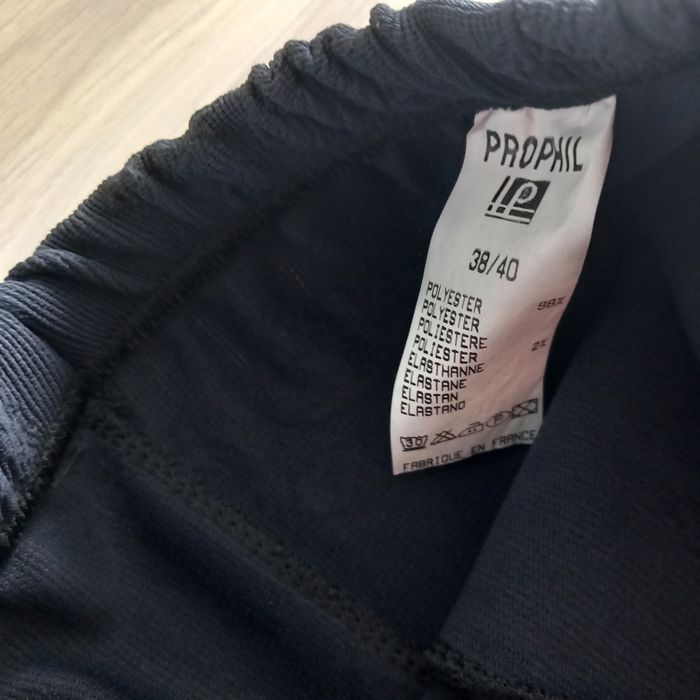 PROPHIL
38/40
POLYESTER 98%
POLYESTER
POLIESTERE
POLIESTER
ELASTHANNE 2%
ELASTANE
ELASTAN
ELASTANO
30 P
FABRIQUE EN FRANCE